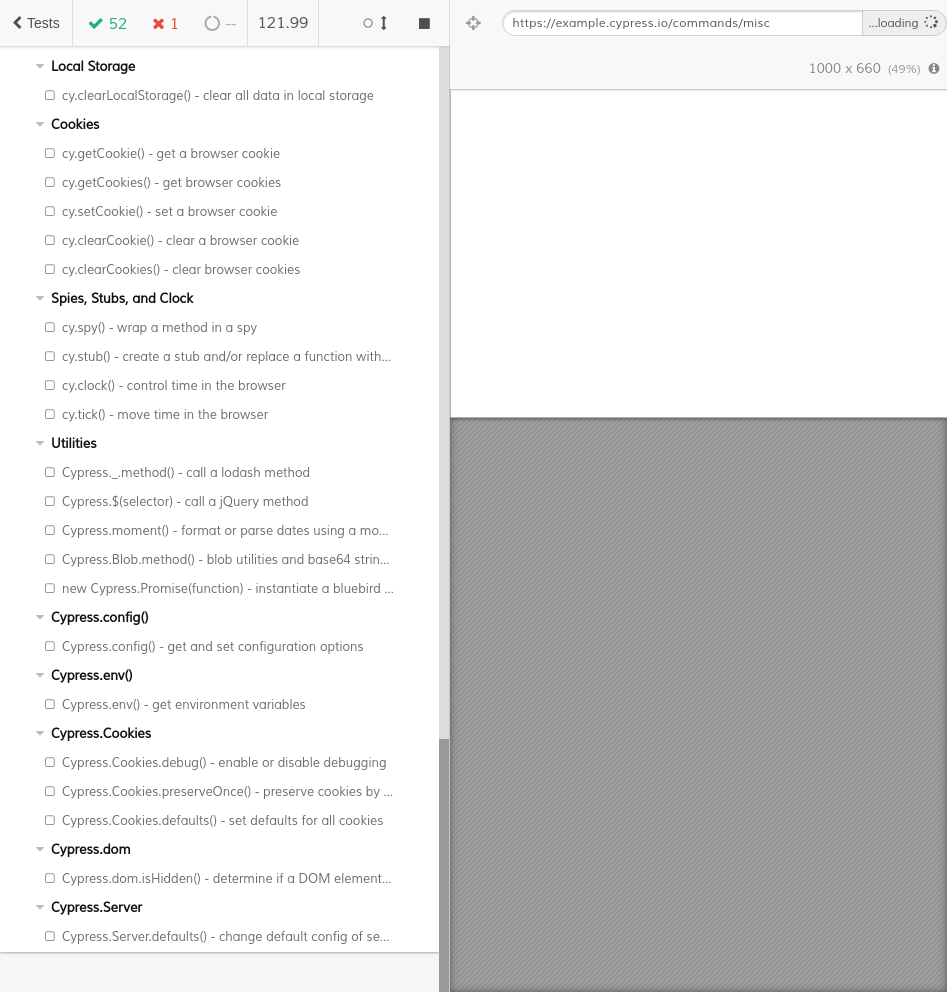 Tests 52 1 -- 121.99
https://example.cypress.io/commands/misc ...loading
1000 x 660 (49%)
Local Storage
cy.clearLocalStorage() - clear all data in local storage
Cookies
cy.getCookie() - get a browser cookie
cy.getCookies() - get browser cookies
cy.setCookie() - set a browser cookie
cy.clearCookie() - clear a browser cookie
cy.clearCookies() - clear browser cookies
Spies, Stubs, and Clock
cy.spy() - wrap a method in a spy
cy.stub() - create a stub and/or replace a function with...
cy.clock() - control time in the browser
cy.tick() - move time in the browser
Utilities
Cypress._.method() - call a lodash method
Cypress.$(selector) - call a jQuery method
Cypress.moment() - format or parse dates using a mo...
Cypress.Blob.method() - blob utilities and base64 strin...
new Cypress.Promise(function) - instantiate a bluebird ...
Cypress.config()
Cypress.config() - get and set configuration options
Cypress.env()
Cypress.env() - get environment variables
Cypress.Cookies
Cypress.Cookies.debug() - enable or disable debugging
Cypress.Cookies.preserveOnce() - preserve cookies by ...
Cypress.Cookies.defaults() - set defaults for all cookies
Cypress.dom
Cypress.dom.isHidden() - determine if a DOM element...
Cypress.Server
Cypress.Server.defaults() - change default config of se...